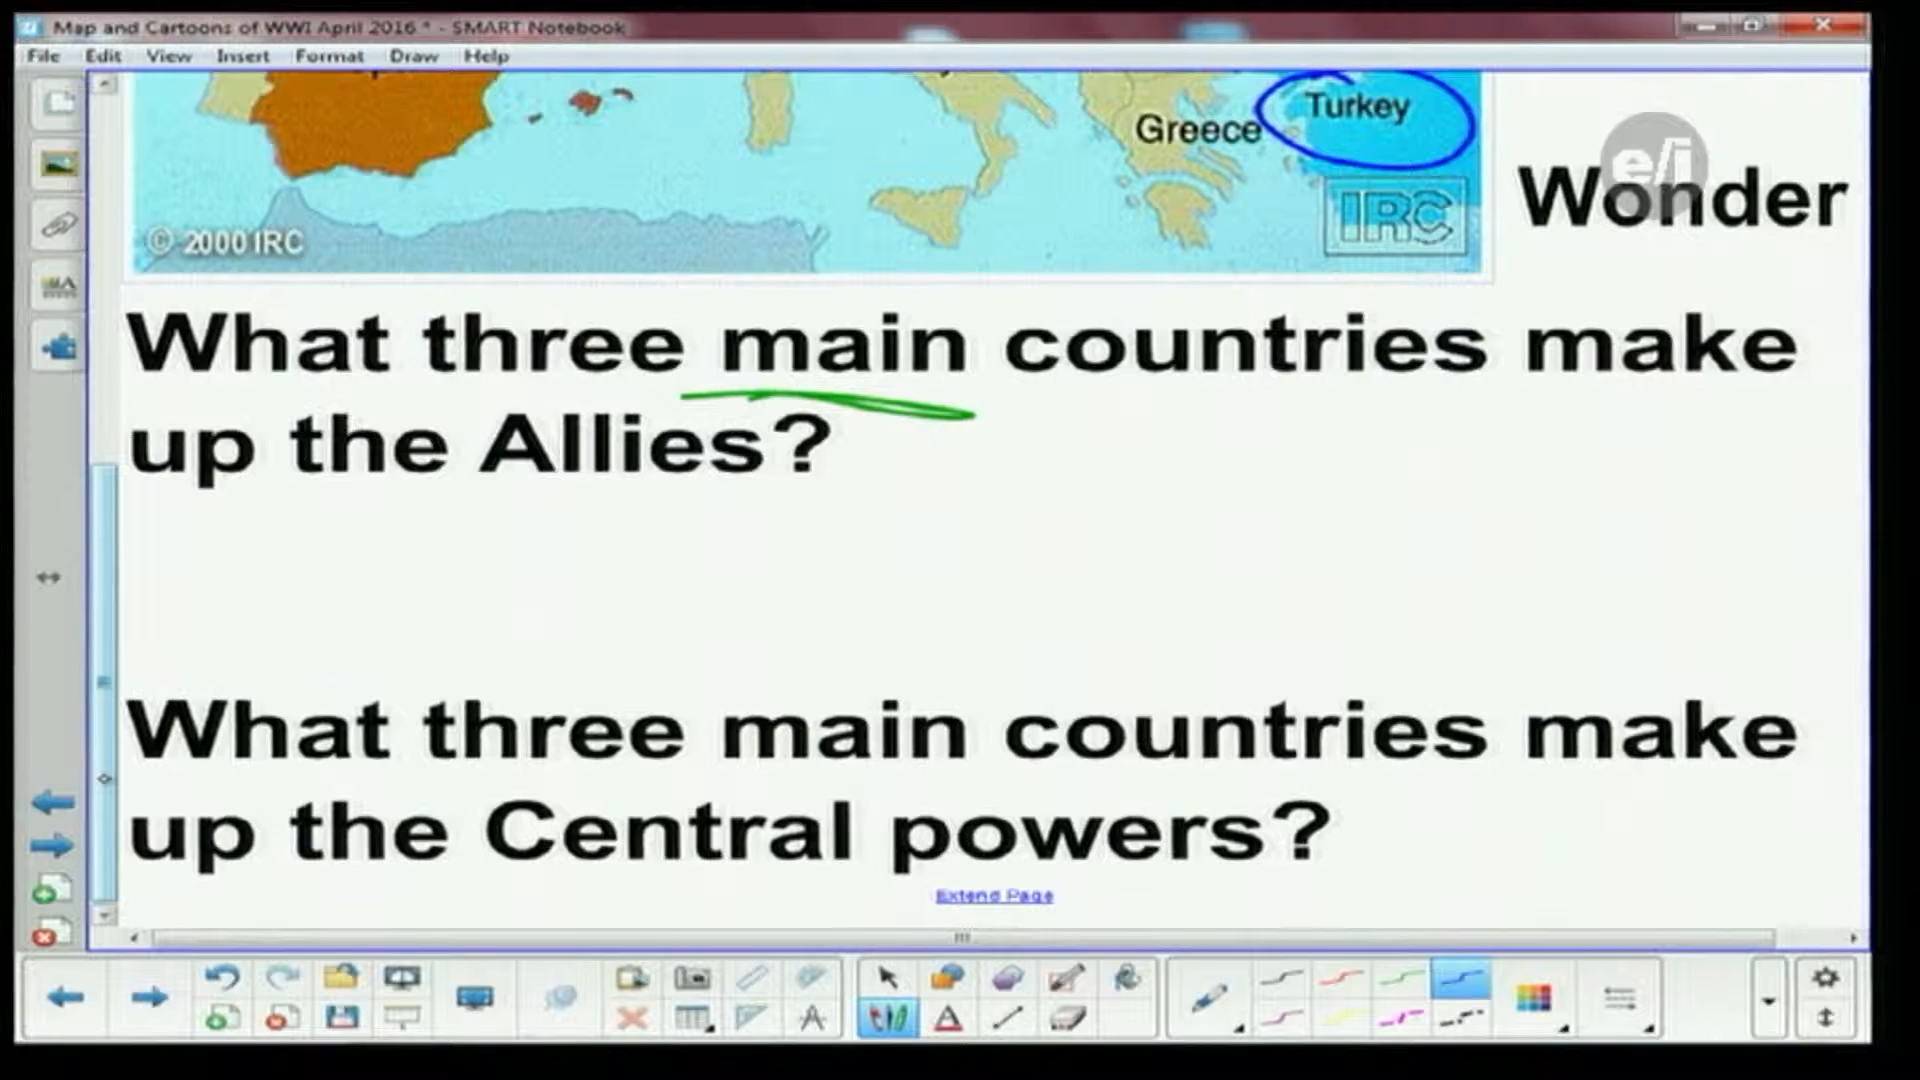 Map and Cartoons of WWI April 2016 * - SMART Notebook
File Edit View Insert Format Draw Help
Turkey
Greece
e/i
Wonder
IRC
© 2000 IRC
What three main countries make
up the Allies?
What three main countries make
up the Central powers?
Extend Page